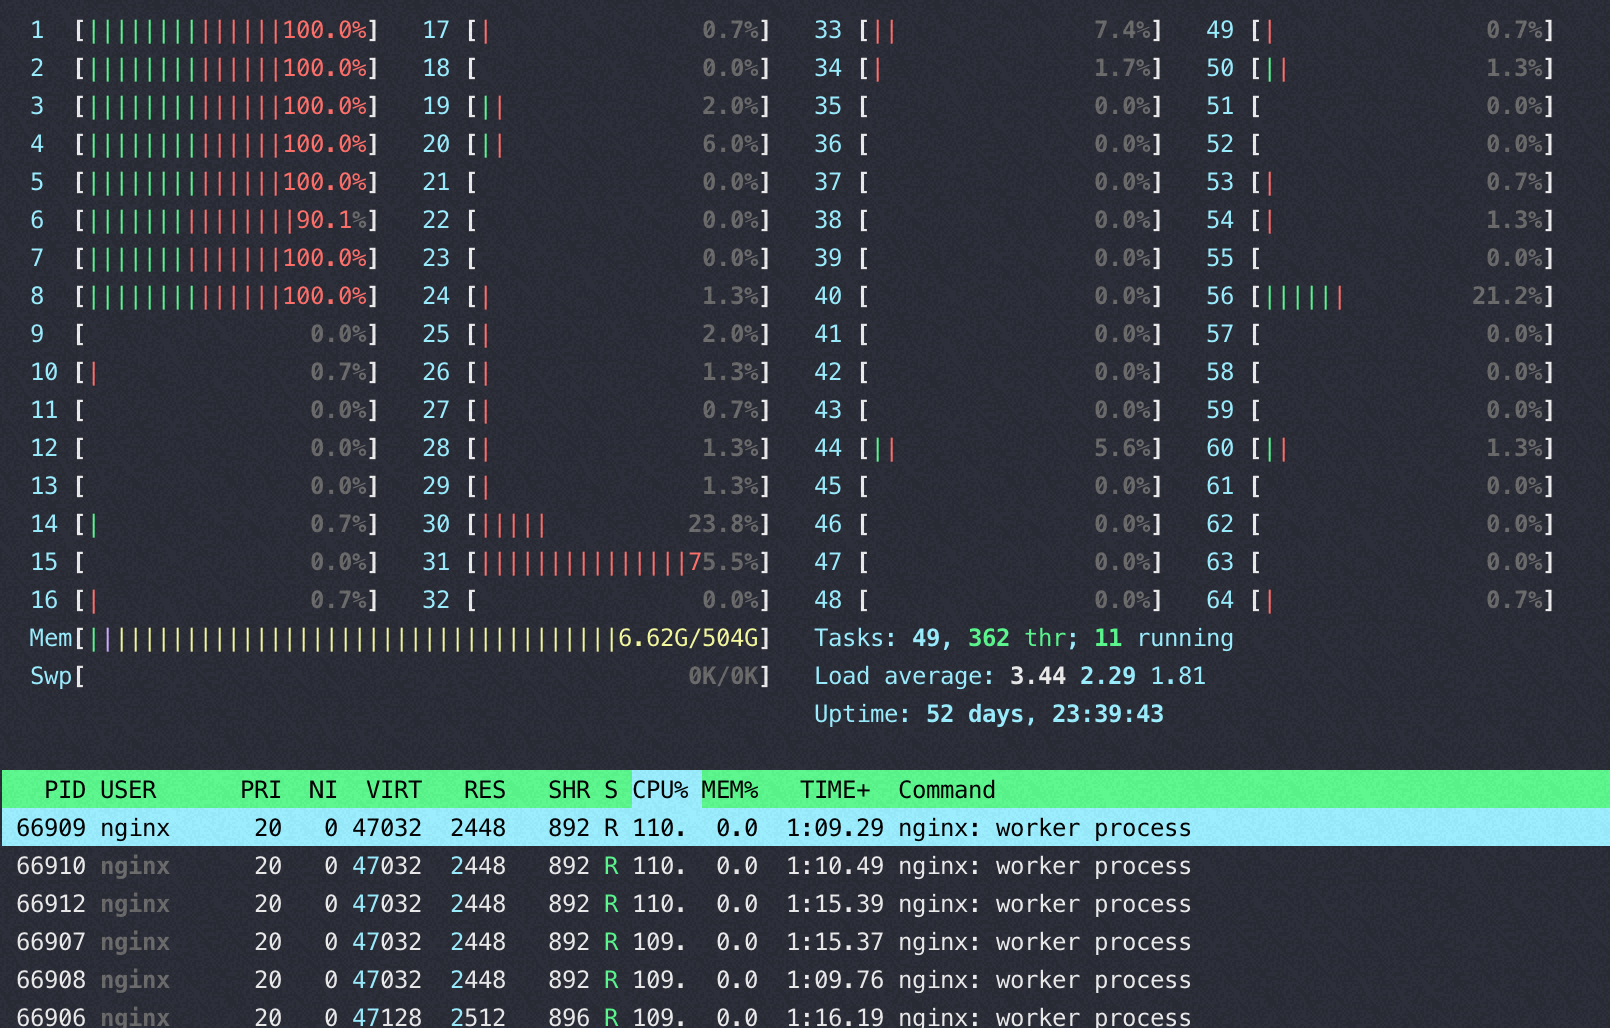 1 [||||||||||||||100.0%] 17 [| 0.7%] 33 [|| 7.4%] 49 [| 0.7%]
2 [||||||||||||||100.0%] 18 [ 0.0%] 34 [| 1.7%] 50 [|| 1.3%]
3 [||||||||||||||100.0%] 19 [|| 2.0%] 35 [ 0.0%] 51 [ 0.0%]
4 [||||||||||||||100.0%] 20 [|| 6.0%] 36 [ 0.0%] 52 [ 0.0%]
5 [||||||||||||||100.0%] 21 [ 0.0%] 37 [ 0.0%] 53 [| 0.7%]
6 [|||||||||||||||90.1%] 22 [ 0.0%] 38 [ 0.0%] 54 [| 1.3%]
7 [||||||||||||||100.0%] 23 [ 0.0%] 39 [ 0.0%] 55 [ 0.0%]
8 [||||||||||||||100.0%] 24 [| 1.3%] 40 [ 0.0%] 56 [|||||| 21.2%]
9 [ 0.0%] 25 [| 2.0%] 41 [ 0.0%] 57 [ 0.0%]
10 [| 0.7%] 26 [| 1.3%] 42 [ 0.0%] 58 [ 0.0%]
11 [ 0.0%] 27 [| 0.7%] 43 [ 0.0%] 59 [ 0.0%]
12 [ 0.0%] 28 [| 1.3%] 44 [|| 5.6%] 60 [|| 1.3%]
13 [ 0.0%] 29 [| 1.3%] 45 [ 0.0%] 61 [ 0.0%]
14 [| 0.7%] 30 [||||| 23.8%] 46 [ 0.0%] 62 [ 0.0%]
15 [ 0.0%] 31 [|||||||||||||||75.5%] 47 [ 0.0%] 63 [ 0.0%]
16 [| 0.7%] 32 [ 0.0%] 48 [ 0.0%] 64 [| 0.7%]
Mem[||||||||||||||||||||||||||||||||||||||6.62G/504G] Tasks: 49, 362 thr; 11 running
Swp[ 0K/0K] Load average: 3.44 2.29 1.81
Uptime: 52 days, 23:39:43
PID USER PRI NI VIRT RES SHR S CPU% MEM% TIME+ Command
66909 nginx 20 0 47032 2448 892 R 110. 0.0 1:09.29 nginx: worker process
66910 nginx 20 0 47032 2448 892 R 110. 0.0 1:10.49 nginx: worker process
66912 nginx 20 0 47032 2448 892 R 110. 0.0 1:15.39 nginx: worker process
66907 nginx 20 0 47032 2448 892 R 109. 0.0 1:15.37 nginx: worker process
66908 nginx 20 0 47032 2448 892 R 109. 0.0 1:09.76 nginx: worker process
66906 nginx 20 0 47128 2512 896 R 109. 0.0 1:16.19 nginx: worker process